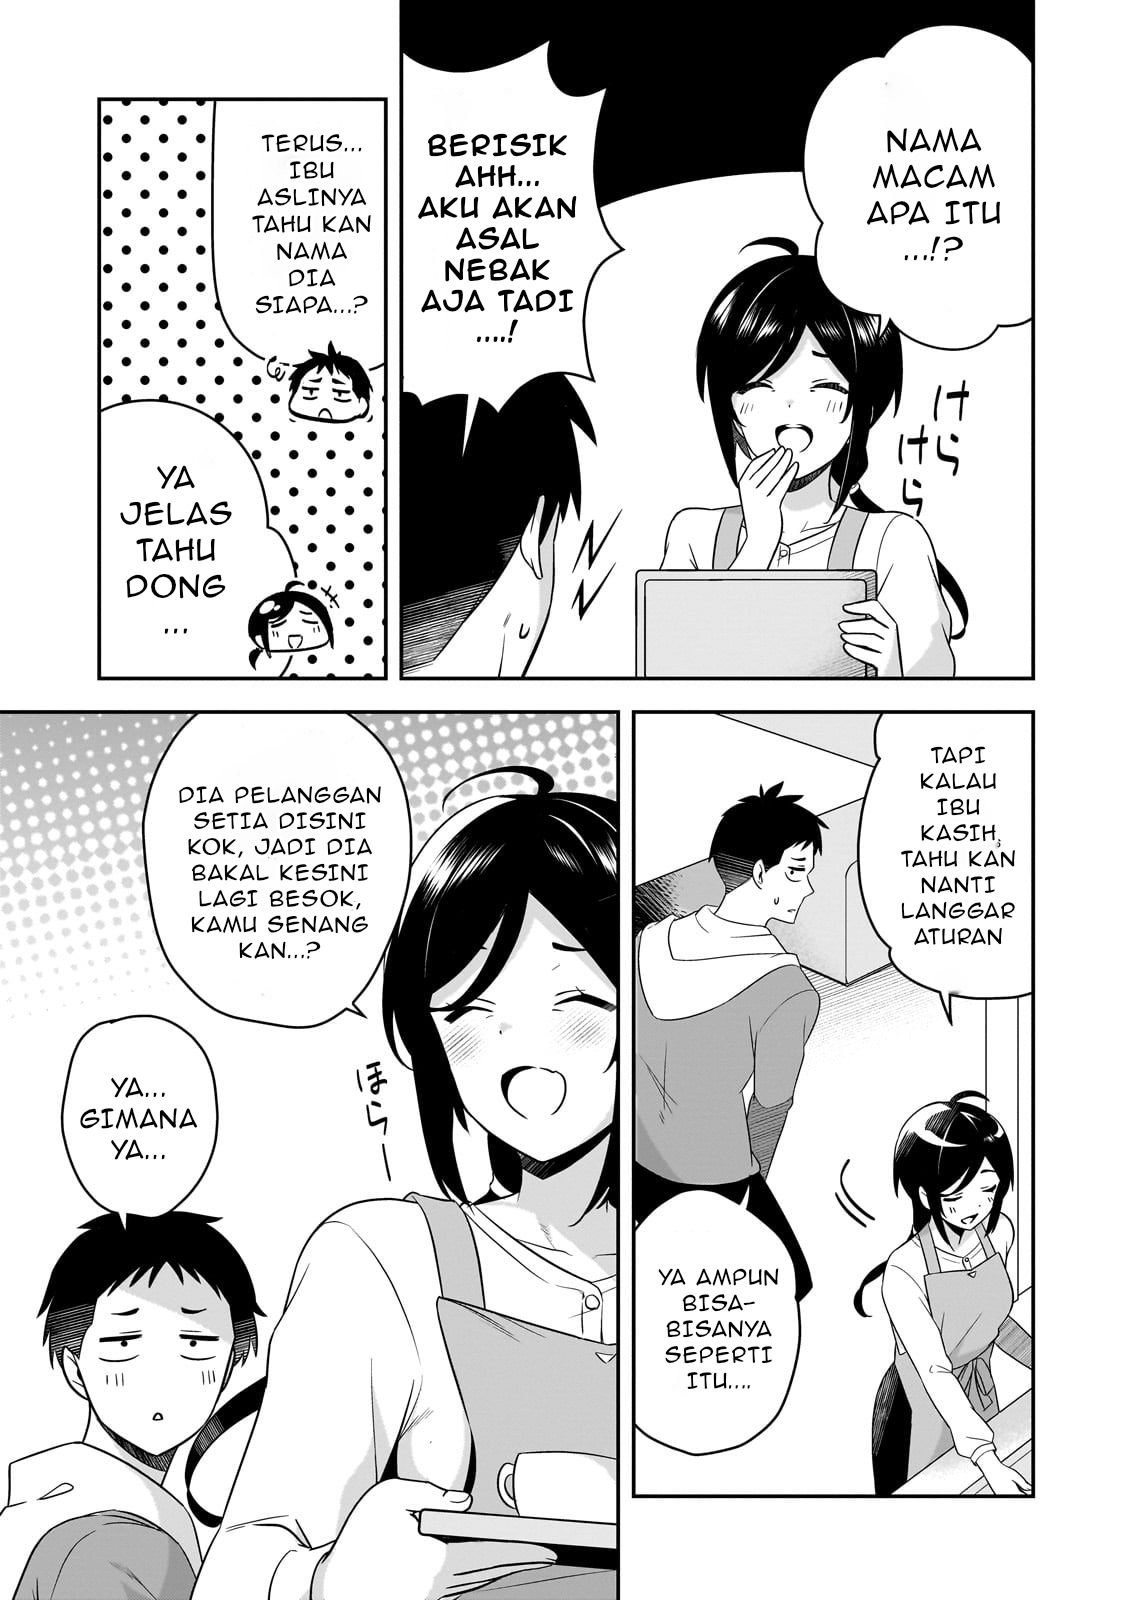 NAMA
MACAM
APA ITU
...!?
けら
けら
BERISIK
AHH...
AKU AKAN
ASAL
NEBAK
AJA TADI
....!
TERUS...
IBU
ASLINYA
TAHU KAN
NAMA
DIA
SIAPA...?
YA
JELAS
TAHU
DONG
...
TAPI
KALAU
IBU
KASIH
TAHU KAN
NANTI
LANGGAR
ATURAN
YA AMPUN
BISA-
BISANYA
SEPERTI
ITU....
DIA PELANGGAN
SETIA DISINI
KOK, JADI DIA
BAKAL KESINI
LAGI BESOK,
KAMU SENANG
KAN...?
ほらー
YA...
GIMANA
YA...